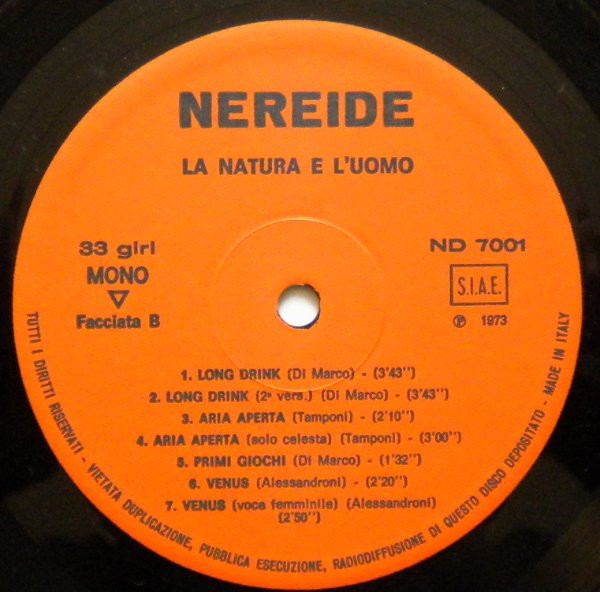 NEREIDE
LA NATURA E L'UOMO
33 giri
MONO
Facciata B
ND 7001
S.I.A.E.
Ⓟ 1973
1. LONG DRINK (Di Marco) - (3'43'')
2. LONG DRINK (2ª vers.) (Di Marco) - (3'43'')
3. ARIA APERTA (Tamponi) - (2'10'')
4. ARIA APERTA (solo celesta) (Tamponi) - (3'00'')
5. PRIMI GIOCHI (Di Marco) - (1'32'')
6. VENUS (Alessandroni) - (2'20'')
7. VENUS (voce femminile) (Alessandroni)
(2'50'')
TUTTI I DIRITTI RISERVATI - VIETATA DUPLICAZIONE, PUBBLICA ESECUZIONE, RADIODIFFUSIONE DI QUESTO DISCO DEPOSITATO - MADE IN ITALY